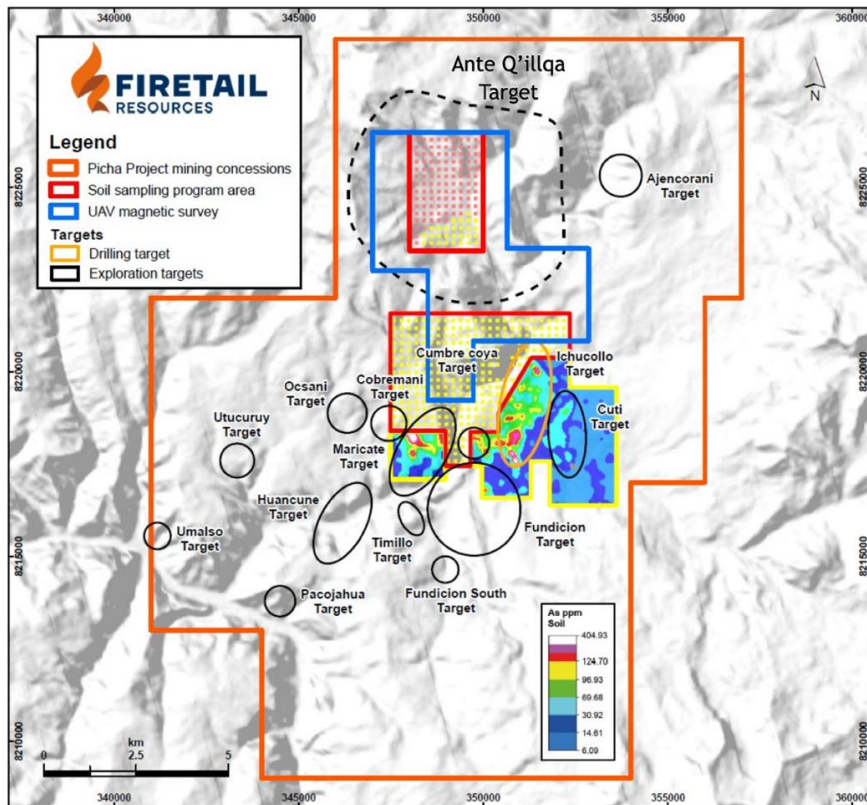 340000
345000
350000
355000
360000
FIRETAIL
RESOURCES
Legend
Picha Project mining concessions
Soil sampling program area
UAV magnetic survey
Targets
Drilling target
Exploration targets
Ante Q'illqa
Target
N
Ajencorani
Target
8225000
8225000
8220000
8220000
Cumbre coya
Target
Ichucollo
Target
Ocsani
Target
Cobremani
Target
Cuti
Target
Utucuruy
Target
Maricate
Target
Huancune
Target
Umalso
Target
Timillo
Target
Fundicion
Target
8215000
8215000
Pacojahua
Target
Fundicion South
Target
As ppm
Soil
404.93
124.70
96.93
69.68
30.92
14.61
6.09
8210000
8210000
km
0
2.5
5
340000
345000
350000
355000
360000